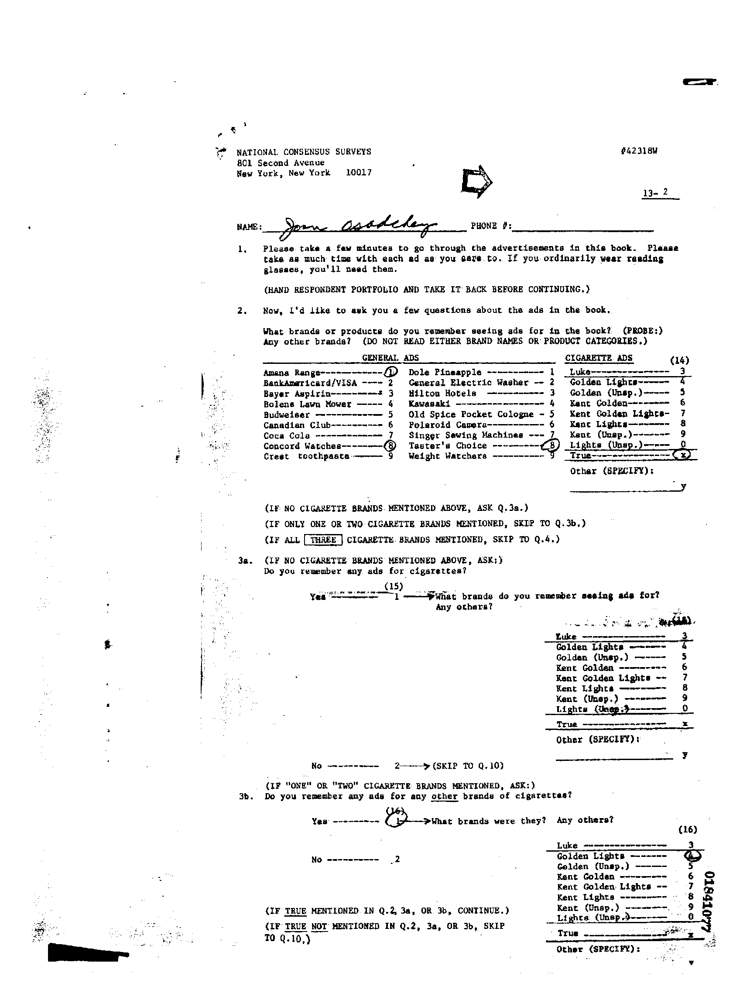 NATIONAL CONSENSUS SURVEYS #42318W
801 Second Avenue
New York, New York 10017
13- 2
NAME: Joan PHONE #:
1. Please take a few minutes to go through the advertisements in this book. Please
take as much time with each ad as you care to. If you ordinarily wear reading
glasses, you'll need them.
(HAND RESPONDENT PORTFOLIO AND TAKE IT BACK BEFORE CONTINUING.)
2. Now, I'd like to ask you a few questions about the ads in the book.
What brands or products do you remember seeing ads for in the book? (PROBE:)
Any other brands? (DO NOT READ EITHER BRAND NAMES OR PRODUCT CATEGORIES.)
GENERAL ADS CIGARETTE ADS (14)
Amana Range------------1 Dole Pineapple ---------- 1 Luke--------------- 3
BankAmericard/VISA ---- 2 General Electric Washer -- 2 Golden Lights------ 4
Bayer Aspirin---------- 3 Hilton Hotels ---------- 3 Golden (Unsp.)----- 5
Bolens Lawn Mower ----- 4 Kawasaki ---------------- 4 Kent Golden-------- 6
Budweiser ------------- 5 Old Spice Pocket Cologne - 5 Kent Golden Lights- 7
Canadian Club---------- 6 Polaroid Camera---------- 6 Kent Lights-------- 8
Coca Cola ------------- 7 Singer Sewing Machines --- 7 Kent (Unsp.)------- 9
Concord Watches--------8 Taster's Choice ---------8 Lights (Unsp.)----- 0
Crest toothpaste ------ 9 Weight Watchers ---------- 9 True--------------- x
Other (SPECIFY):
y
(IF NO CIGARETTE BRANDS MENTIONED ABOVE, ASK Q.3a.)
(IF ONLY ONE OR TWO CIGARETTE BRANDS MENTIONED, SKIP TO Q.3b.)
(IF ALL THREE CIGARETTE BRANDS MENTIONED, SKIP TO Q.4.)
3a. (IF NO CIGARETTE BRANDS MENTIONED ABOVE, ASK:)
Do you remember any ads for cigarettes?
(15)
Yes ---------- 1 What brands do you remember seeing ads for?
Any others?
Luke --------------- 3
Golden Lights ------ 4
Golden (Unsp.) ----- 5
Kent Golden -------- 6
Kent Golden Lights -- 7
Kent Lights -------- 8
Kent (Unsp.) ------- 9
Lights (Unsp.)------ 0
True --------------- x
Other (SPECIFY):
y
No ---------- 2 (SKIP TO Q.10)
(IF "ONE" OR "TWO" CIGARETTE BRANDS MENTIONED, ASK:)
3b. Do you remember any ads for any other brands of cigarettes?
(16)
Yes --------- 1 What brands were they? Any others?
(16)
Luke --------------- 3
No ---------- 2 Golden Lights ------- 4
Golden (Unsp.) ----- 5
Kent Golden -------- 6
Kent Golden Lights -- 7
Kent Lights -------- 8
(IF TRUE MENTIONED IN Q.2, 3a, OR 3b, CONTINUE.) Kent (Unsp.) ------- 9
Lights (Unsp.)------ 0
(IF TRUE NOT MENTIONED IN Q.2, 3a, OR 3b, SKIP
TO Q.10.) True --------------- x
Other (SPECIFY):
y
01841077